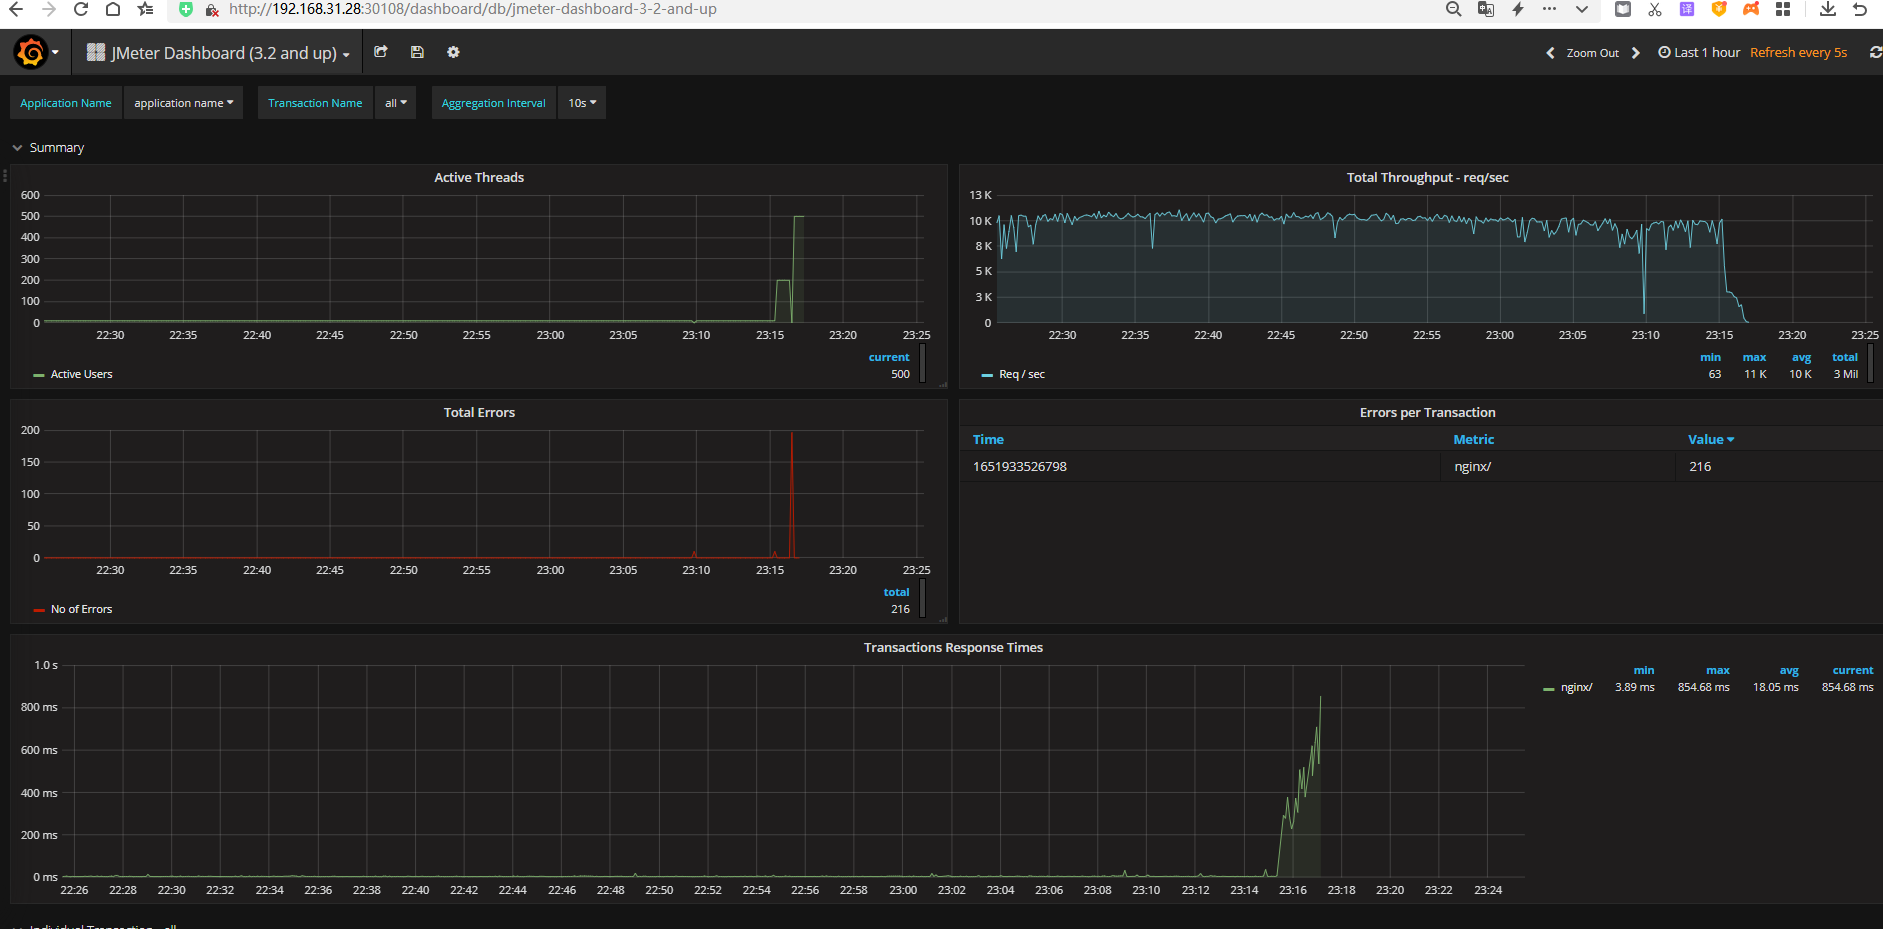 http://192.168.31.28:30108/dashboard/db/jmeter-dashboard-3-2-and-up
JMeter Dashboard (3.2 and up)
Zoom Out
Last 1 hour
Refresh every 5s
Application Name
application name
Transaction Name
all
Aggregation Interval
10s
Summary
Active Threads
600
500
400
300
200
100
0
22:30 22:35 22:40 22:45 22:50 22:55 23:00 23:05 23:10 23:15 23:20 23:25
current
Active Users 500
Total Throughput - req/sec
13 K
10 K
8 K
5 K
3 K
0
22:30 22:35 22:40 22:45 22:50 22:55 23:00 23:05 23:10 23:15 23:20 23:25
min max avg total
Req / sec 63 11 K 10 K 3 Mil
Total Errors
200
150
100
50
0
22:30 22:35 22:40 22:45 22:50 22:55 23:00 23:05 23:10 23:15 23:20 23:25
total
No of Errors 216
Errors per Transaction
Time Metric Value
1651933526798 nginx/ 216
Transactions Response Times
1.0 s
800 ms
600 ms
400 ms
200 ms
0 ms
22:26 22:28 22:30 22:32 22:34 22:36 22:38 22:40 22:42 22:44 22:46 22:48 22:50 22:52 22:54 22:56 22:58 23:00 23:02 23:04 23:06 23:08 23:10 23:12 23:14 23:16 23:18 23:20 23:22 23:24
min max avg current
nginx/ 3.89 ms 854.68 ms 18.05 ms 854.68 ms
Individual Transaction - all